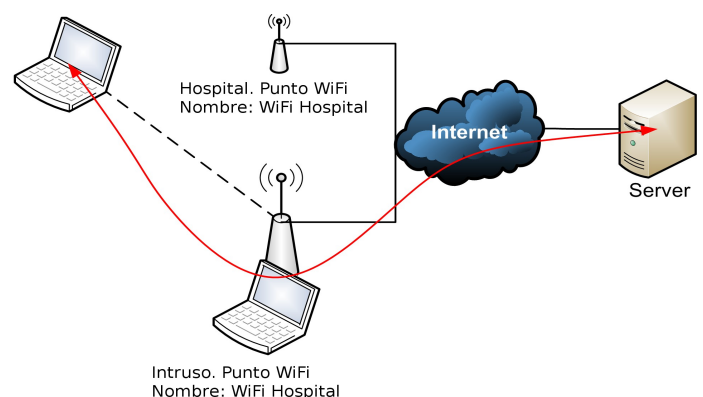 Hospital. Punto WiFi
Nombre: WiFi Hospital
Internet
Server
Intruso. Punto WiFi
Nombre: WiFi Hospital